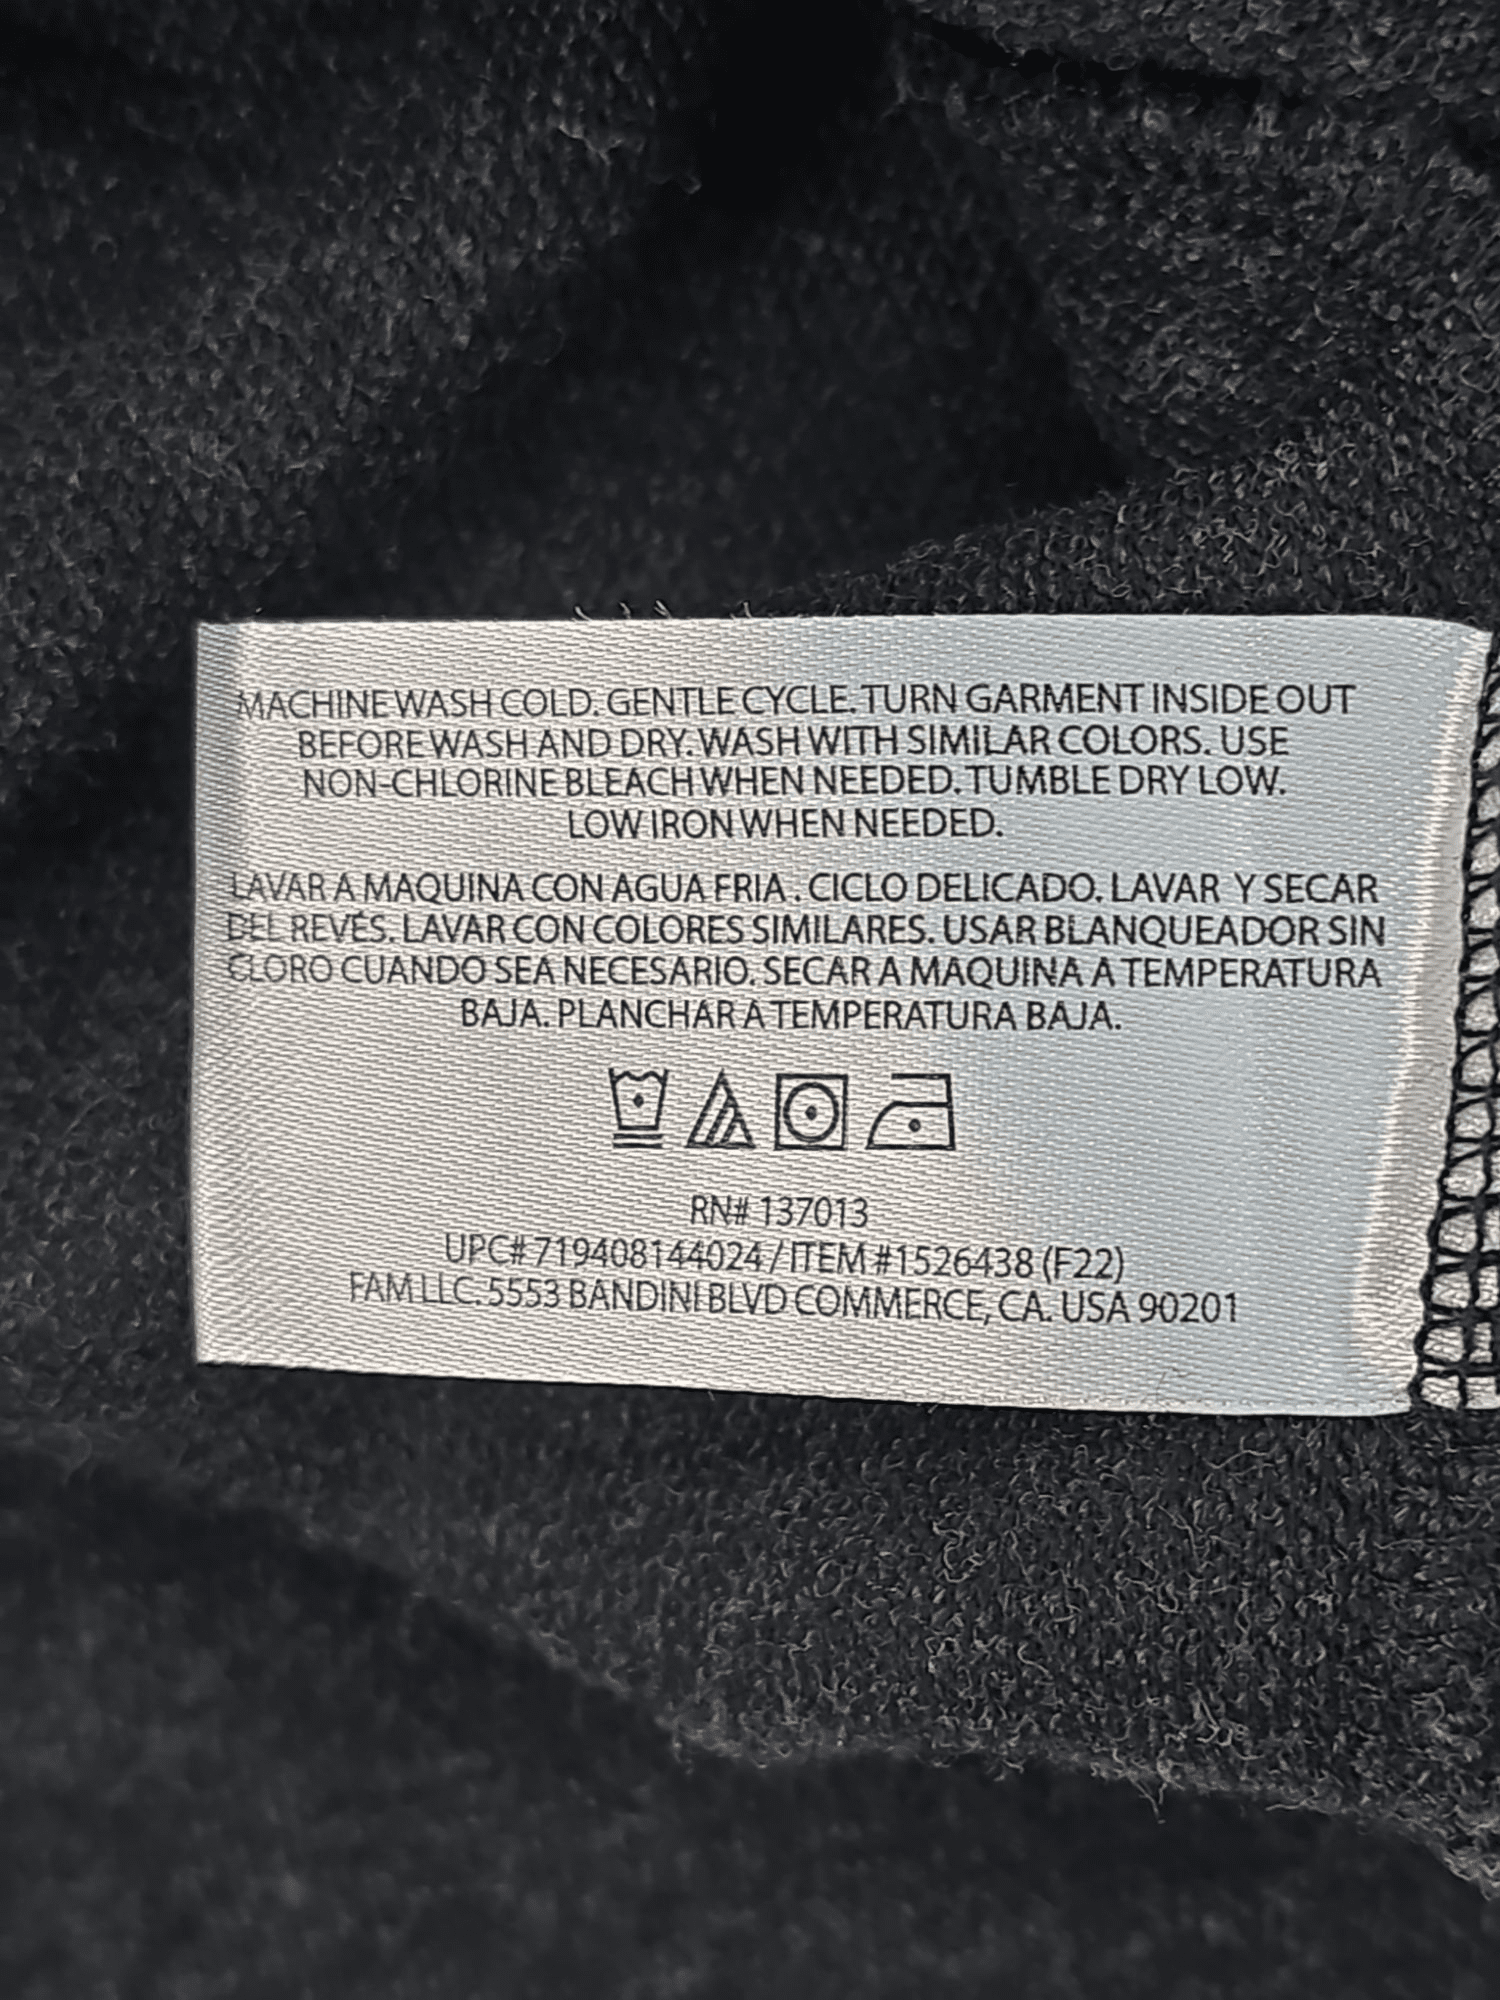 MACHINE WASH COLD. GENTLE CYCLE. TURN GARMENT INSIDE OUT
BEFORE WASH AND DRY. WASH WITH SIMILAR COLORS. USE
NON-CHLORINE BLEACH WHEN NEEDED. TUMBLE DRY LOW.
LOW IRON WHEN NEEDED.
LAVAR A MAQUINA CON AGUA FRIA . CICLO DELICADO. LAVAR Y SECAR
DEL REVÉS. LAVAR CON COLORES SIMILARES. USAR BLANQUEADOR SIN
CLORO CUANDO SEA NECESARIO. SECAR A MAQUINA A TEMPERATURA
BAJA. PLANCHAR A TEMPERATURA BAJA.
RN# 137013
UPC# 719408144024 / ITEM #1526438 (F22)
FAM LLC. 5553 BANDINI BLVD COMMERCE, CA. USA 90201